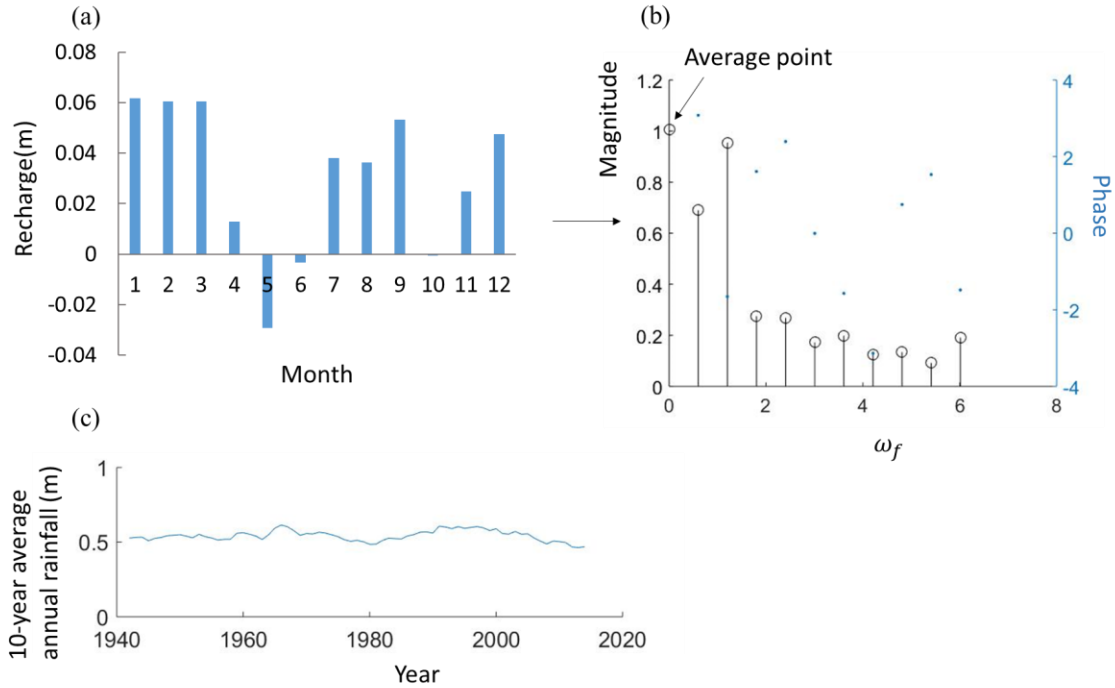 (a)
0.08
0.06
0.04
0.02
0
-0.02
-0.04
Recharge(m)
1 2 3 4 5 6 7 8 9 10 11 12
Month
(b)
Average point
Magnitude
1.2
1
0.8
0.6
0.4
0.2
0
4
2
0
-2
-4
Phase
0 2 4 6 8
ω_f
(c)
10-year average
annual rainfall (m)
1
0.5
0
1940 1960 1980 2000 2020
Year